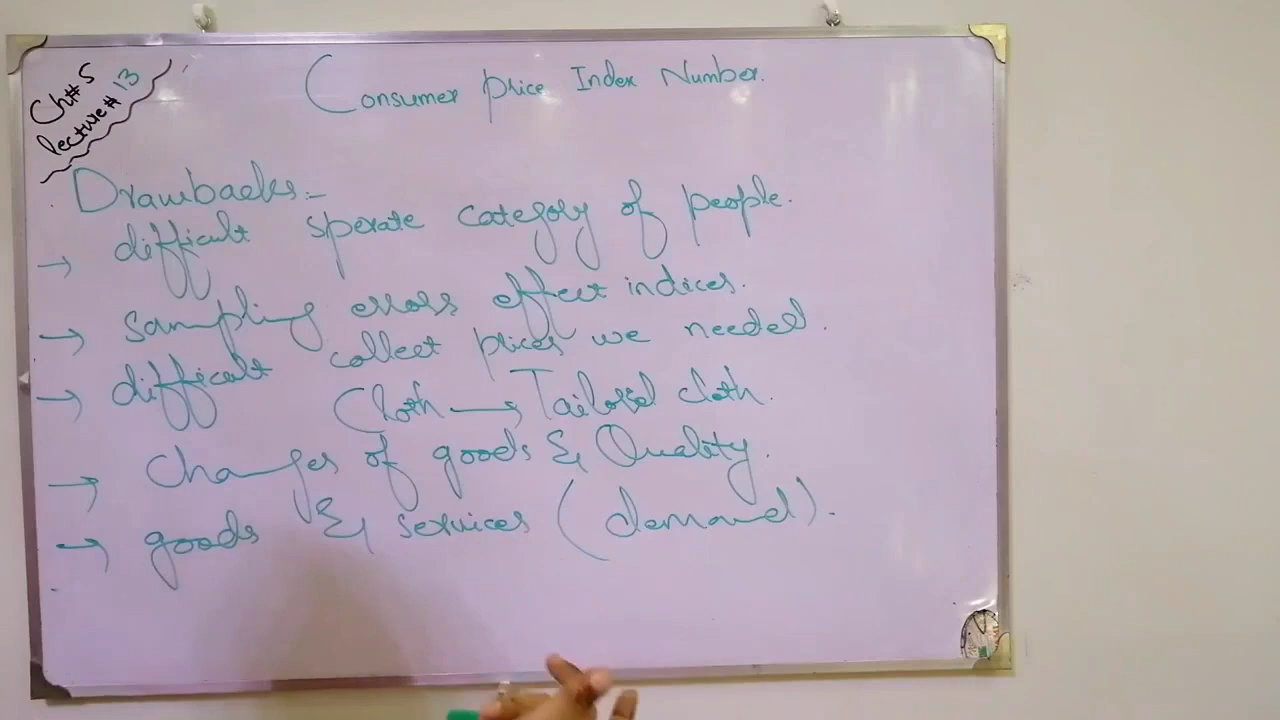 Ch# 5
Lecture # 13
Consumer price Index Number.
Drawbacks:-
→ difficult sperate category of people.
→ sampling errors effect indices.
→ difficult collect prices we needed.
Cloth → Tailored cloth.
→ Changes of goods & Quality.
→ goods & services (demand).